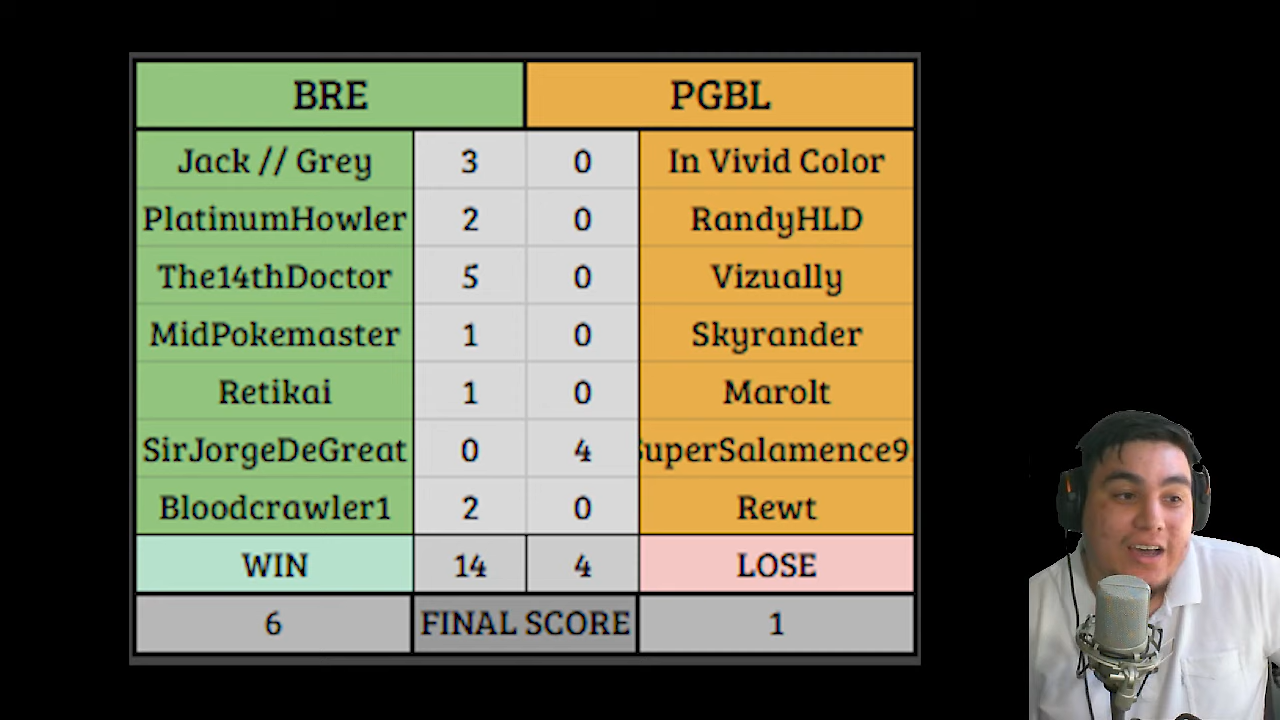 BRE PGBL
Jack // Grey 3 0 In Vivid Color
PlatinumHowler 2 0 RandyHLD
The14thDoctor 5 0 Vizually
MidPokemaster 1 0 Skyrander
Retikai 1 0 Marolt
SirJorgeDeGreat 0 4
Bloodcrawler1 2 0 Rewt
WIN 14 4 LOSE
6 FINAL SCORE 1